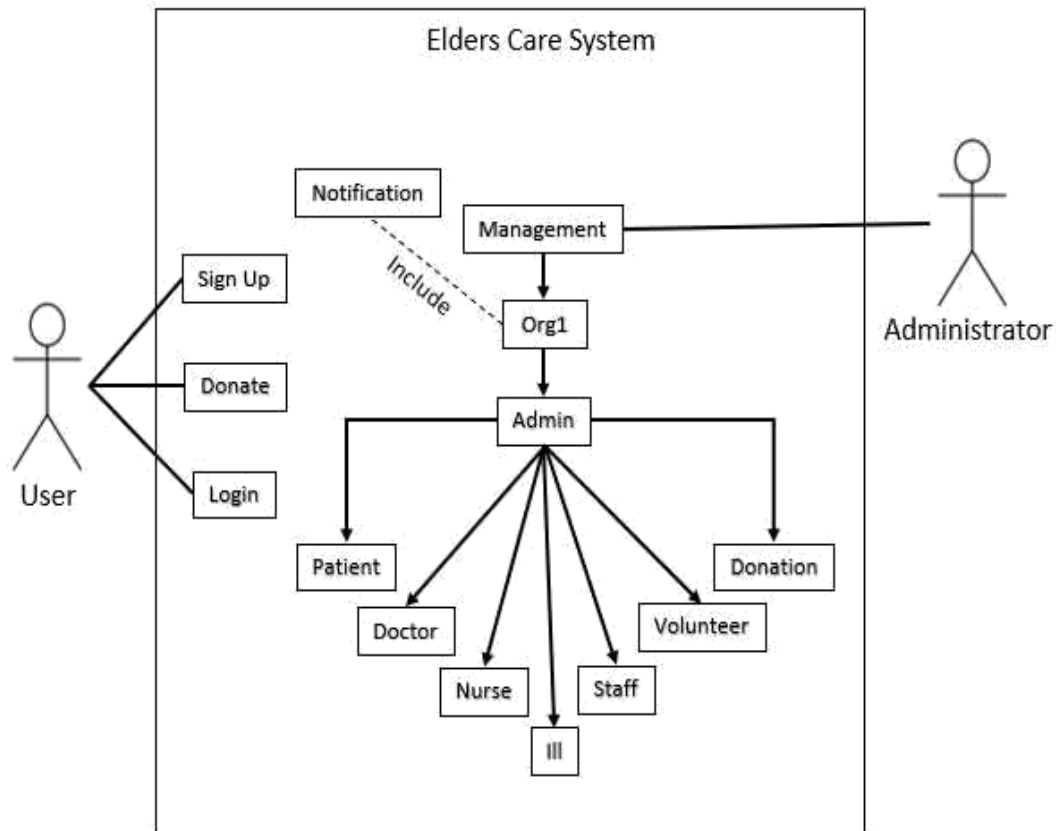 Elders Care System
Notification
Management
Sign Up
Include
Org1
Administrator
Donate
Admin
User
Login
Patient
Donation
Doctor
Volunteer
Nurse
Staff
Ill